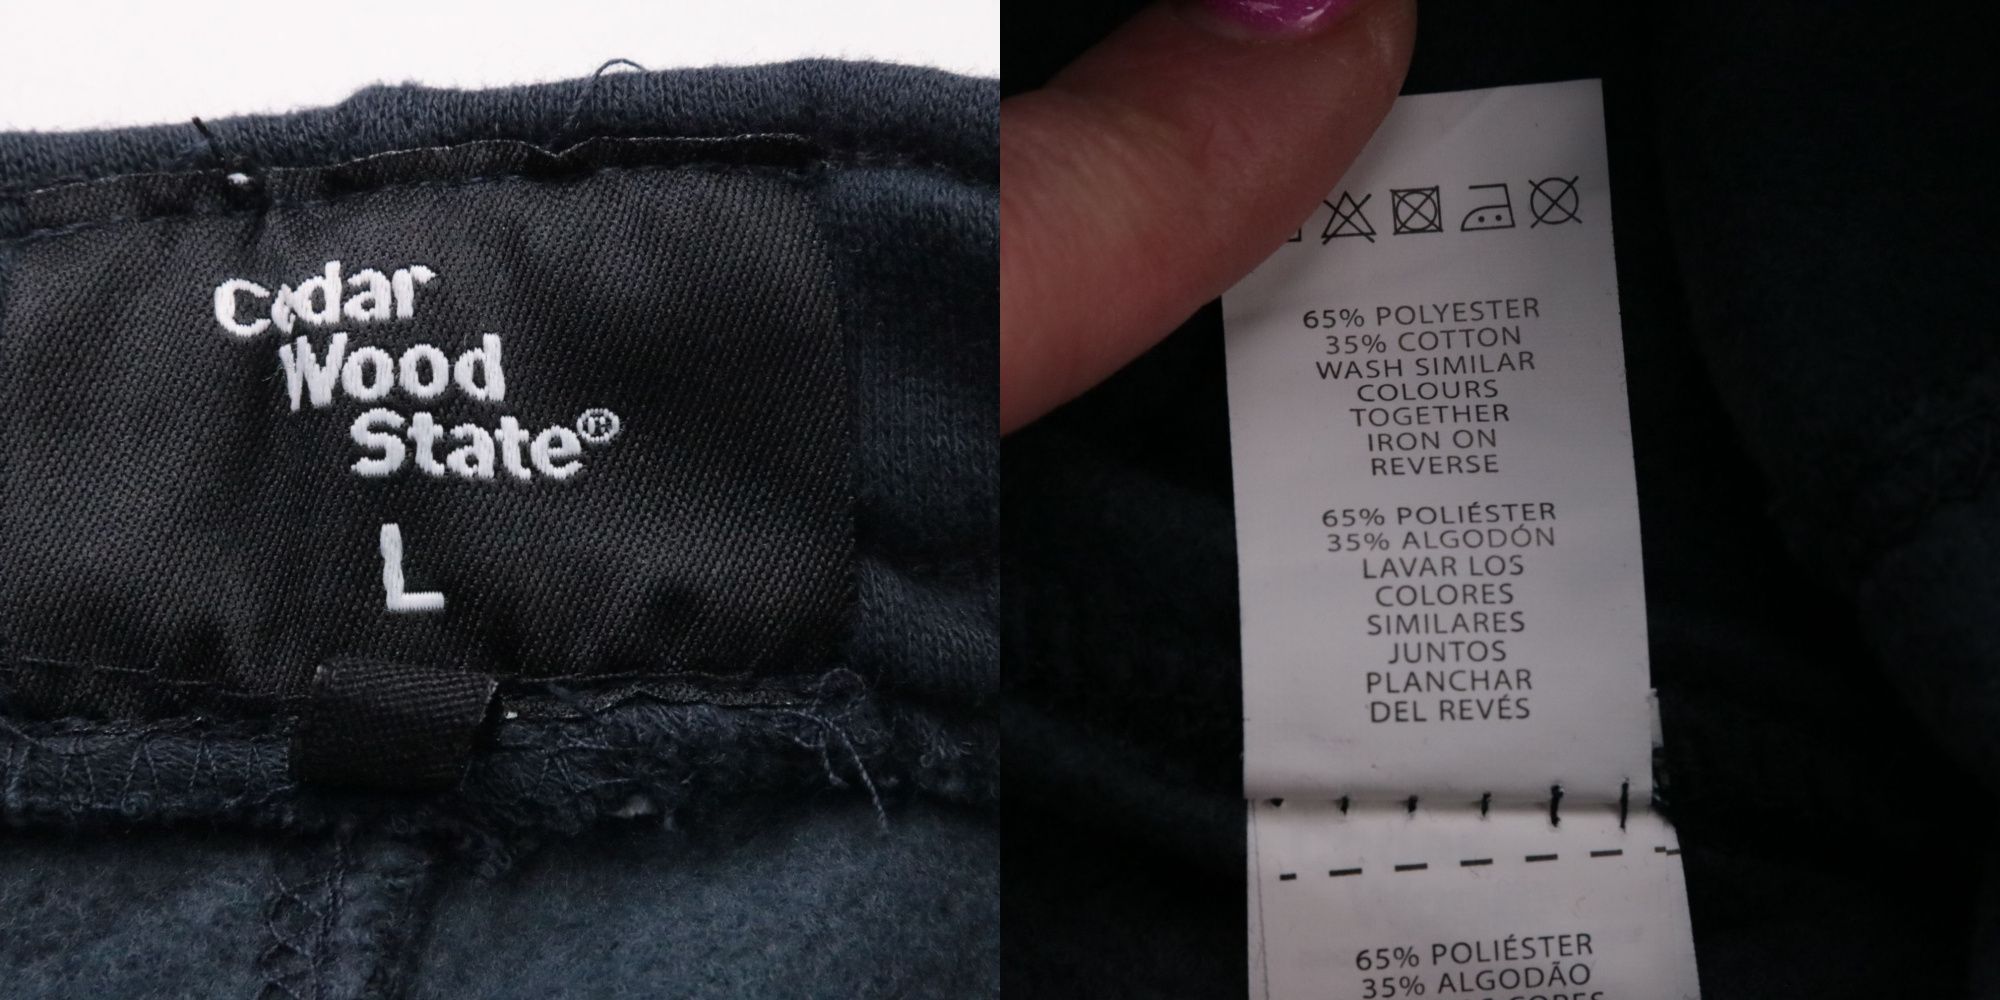 Cedar
Wood
State®
L
65% POLYESTER
35% COTTON
WASH SIMILAR
COLOURS
TOGETHER
IRON ON
REVERSE
65% POLIÉSTER
35% ALGODÓN
LAVAR LOS
COLORES
SIMILARES
JUNTOS
PLANCHAR
DEL REVÉS
65% POLIÉSTER
35% ALGODÃO